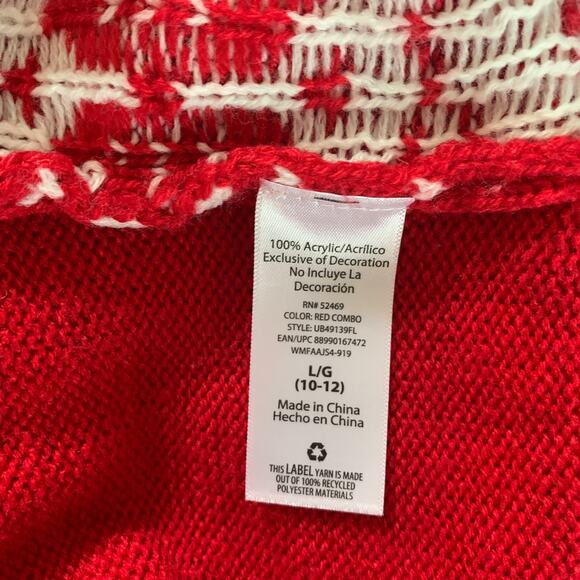 100% Acrylic/Acrílico
Exclusive of Decoration
No Incluye La
Decoración
RN# 52469
COLOR: RED COMBO
STYLE: UB49139FL
EAN/UPC 88990167472
WMFAAJS4-919
L/G
(10-12)
Made in China
Hecho en China
THIS LABEL YARN IS MADE
OUT OF 100% RECYCLED
POLYESTER MATERIALS